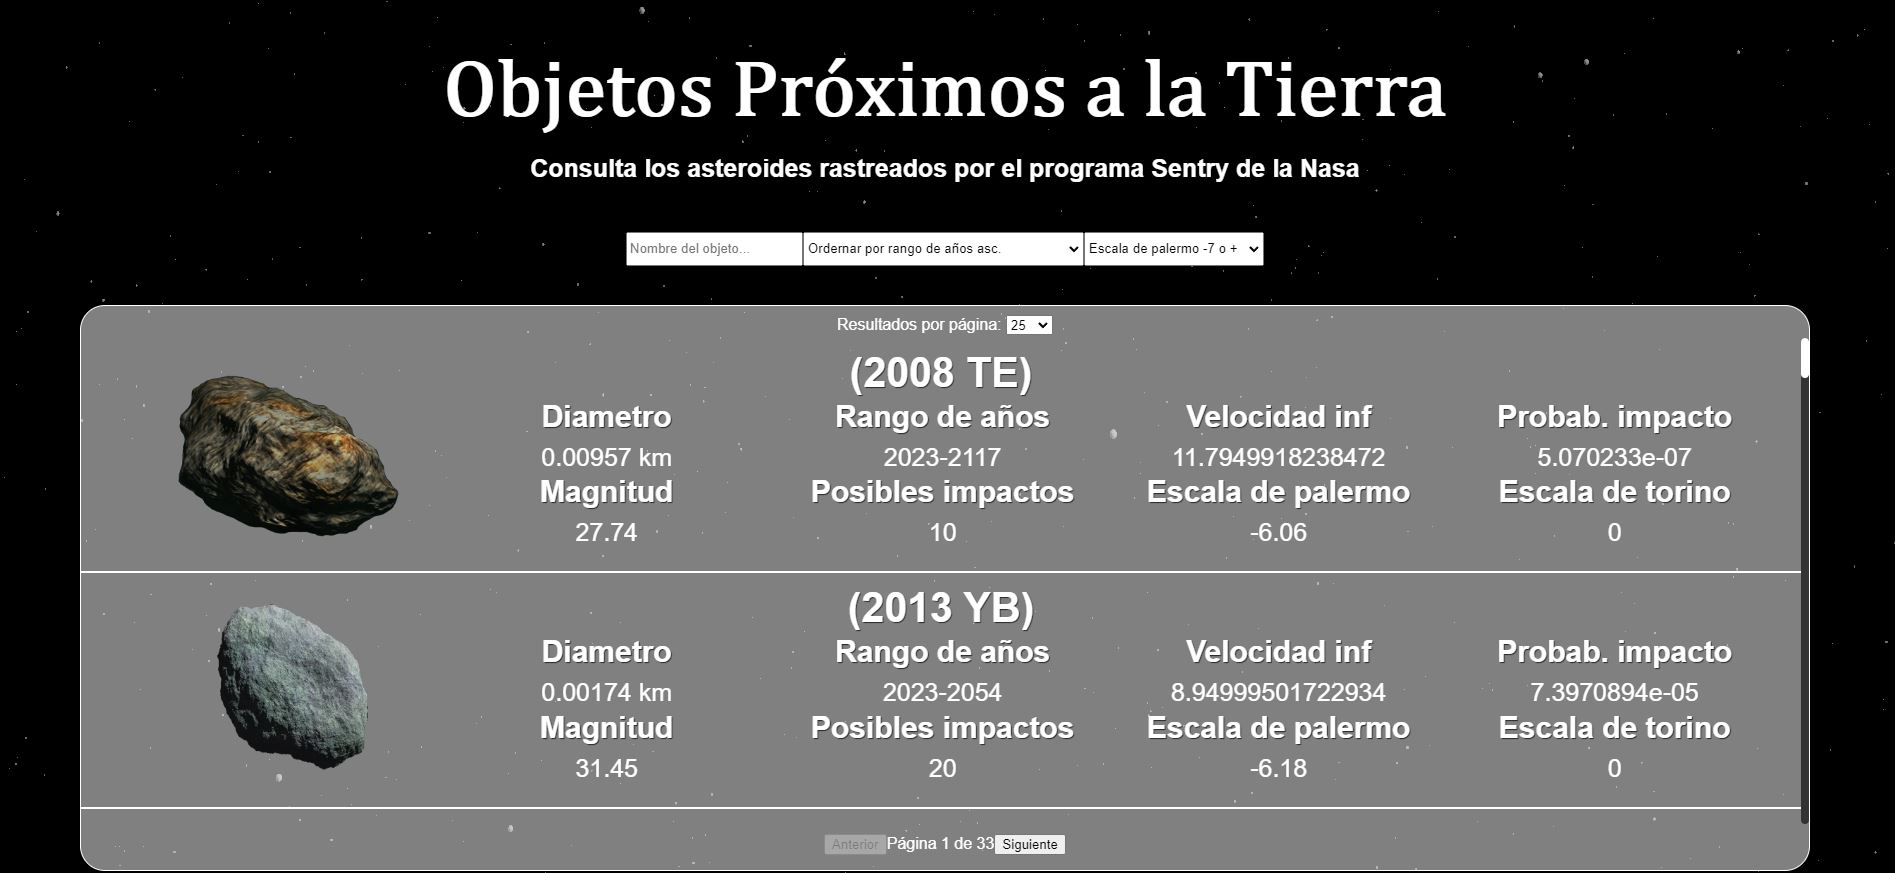 Objetos Próximos a la Tierra
Consulta los asteroides rastreados por el programa Sentry de la Nasa
Nombre del objeto... Ordernar por rango de años asc. Escala de palermo -7 o +
Resultados por página: 25
(2008 TE)
Diametro Rango de años Velocidad inf Probab. impacto
0.00957 km 2023-2117 11.7949918238472 5.070233e-07
Magnitud Posibles impactos Escala de palermo Escala de torino
27.74 10 -6.06 0
(2013 YB)
Diametro Rango de años Velocidad inf Probab. impacto
0.00174 km 2023-2054 8.94999501722934 7.3970894e-05
Magnitud Posibles impactos Escala de palermo Escala de torino
31.45 20 -6.18 0
Anterior Página 1 de 33 Siguiente